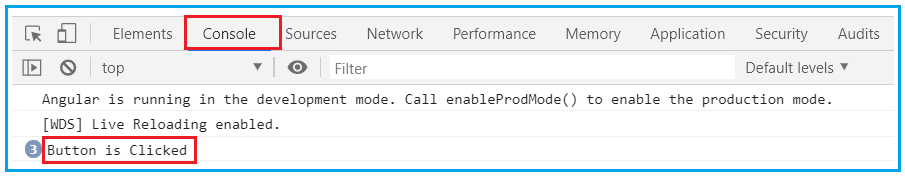 Elements Console Sources Network Performance Memory Application Security Audits
top Filter Default levels
Angular is running in the development mode. Call enableProdMode() to enable the production mode.
[WDS] Live Reloading enabled.
3 Button is Clicked